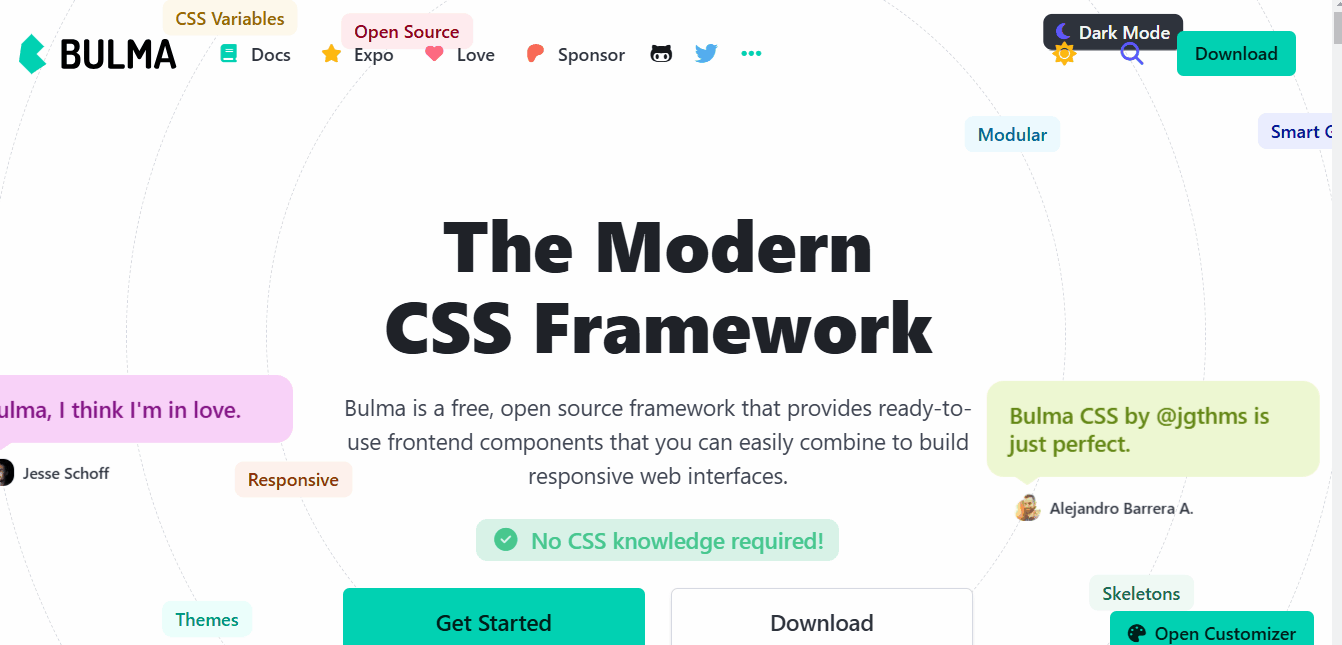 CSS Variables
Open Source
Dark Mode
BULMA
Docs
Expo
Love
Sponsor
Download
Modular
Smart
The Modern
CSS Framework
ulma, I think I'm in love.
Jesse Schoff
Bulma is a free, open source framework that provides ready-to-
use frontend components that you can easily combine to build
responsive web interfaces.
Bulma CSS by @jgthms is
just perfect.
Alejandro Barrera A.
Responsive
No CSS knowledge required!
Skeletons
Themes
Get Started
Download
Open Customizer